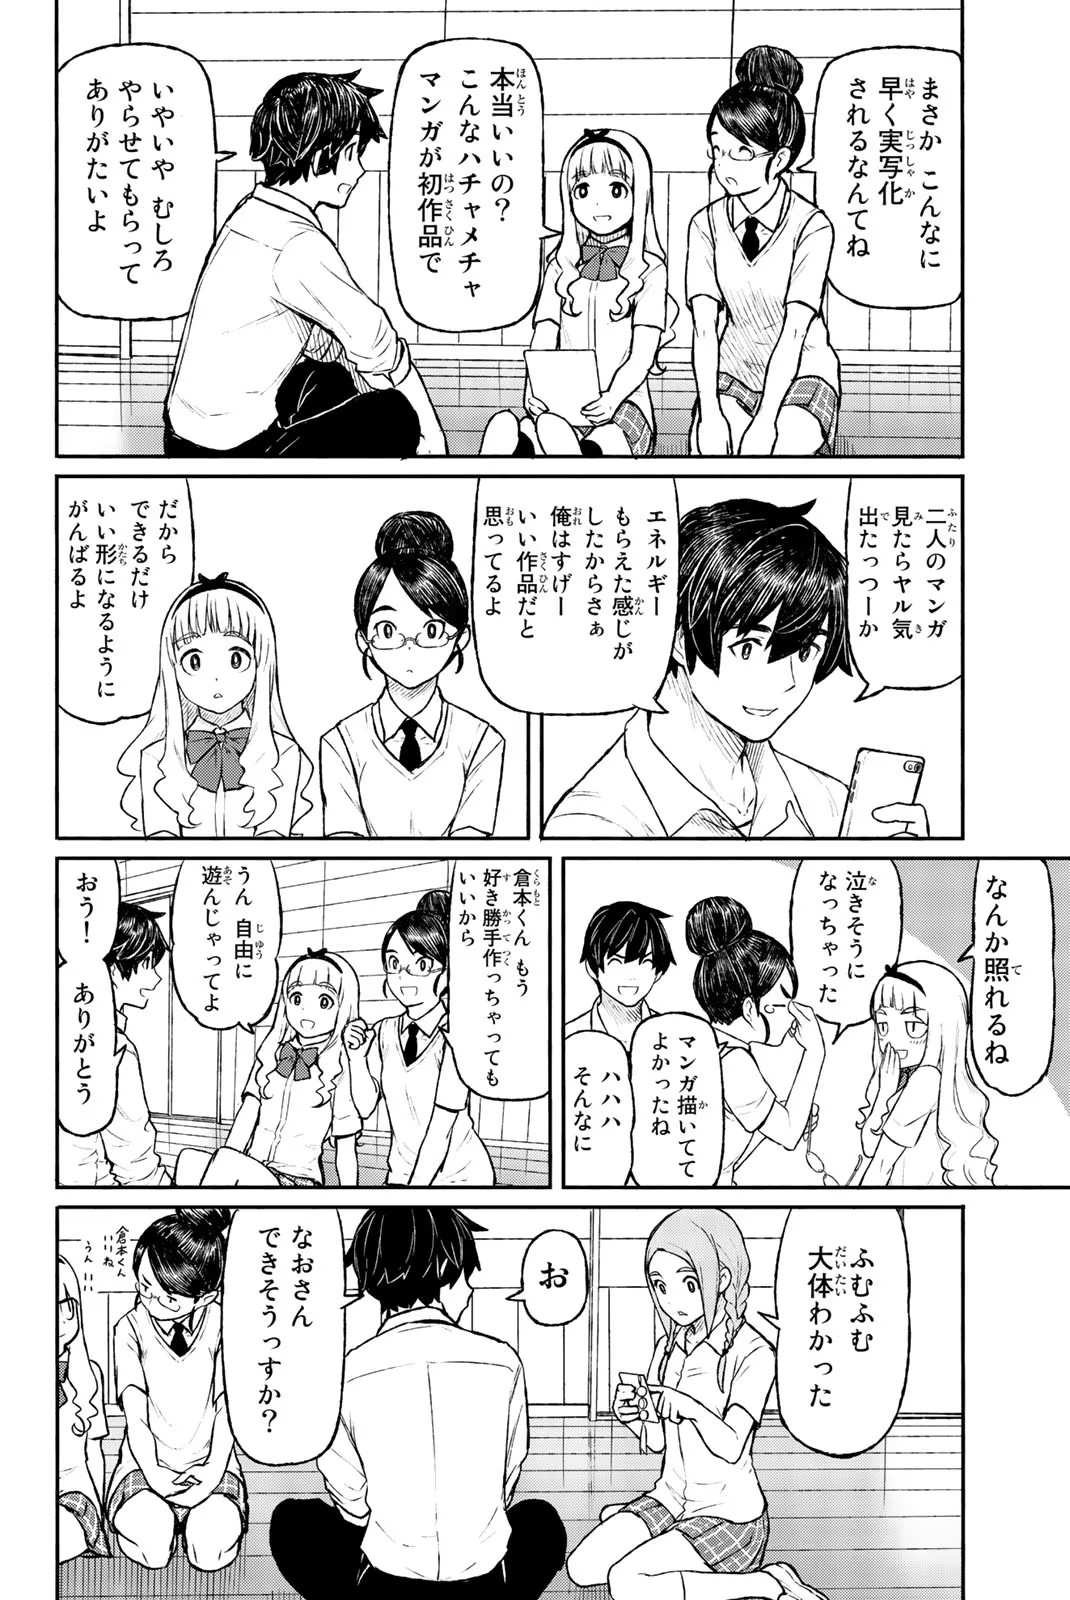 まさか こんなに
早く実写化
されるなんてね
本当いいの？
こんなハチャメチャ
マンガが初作品で
いやいや むしろ
やらせてもらって
ありがたいよ
二人のマンガ
見たらヤル気
出たっつーか
エネルギー
もらえた感じが
したからさぁ
俺はすげー
いい作品だと
思ってるよ
だから
できるだけ
いい形になるように
がんばるよ
なんか照れるね
泣きそうに
なっちゃった
マンガ描いてて
よかったね
ハハハ
そんなに
倉本くん もう
好き勝手作っちゃっても
いいから
うん 自由に
遊んじゃってよ
おう！ ありがとう
ふむふむ
大体わかった
お
なおさん
できそうっすか？
倉本くん
いいね
うん